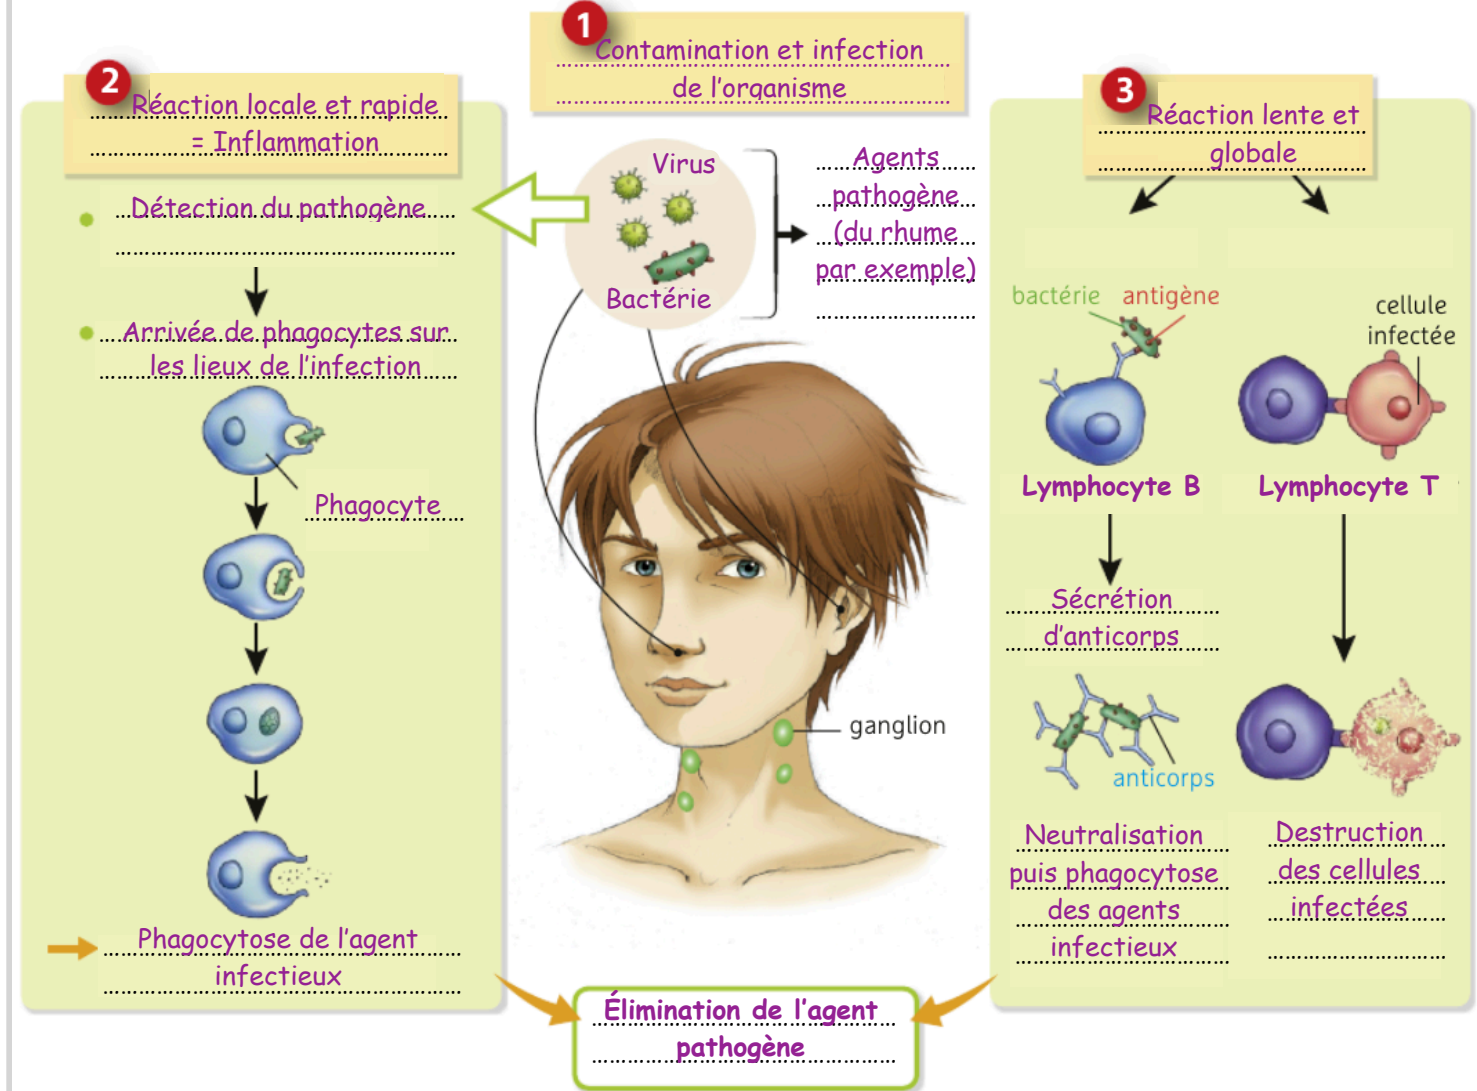 1
Contamination et infection
de l'organisme
2
Réaction locale et rapide
= Inflammation
Détection du pathogène
Arrivée de phagocytes sur
les lieux de l'infection
Phagocyte
Phagocytose de l'agent
infectieux
Virus
Bactérie
Agents
pathogène
(du rhume
par exemple)
ganglion
3
Réaction lente et
globale
bactérie antigène
cellule
infectée
Lymphocyte B
Lymphocyte T
Sécrétion
d'anticorps
anticorps
Neutralisation
puis phagocytose
des agents
infectieux
Destruction
des cellules
infectées
Élimination de l'agent
pathogène